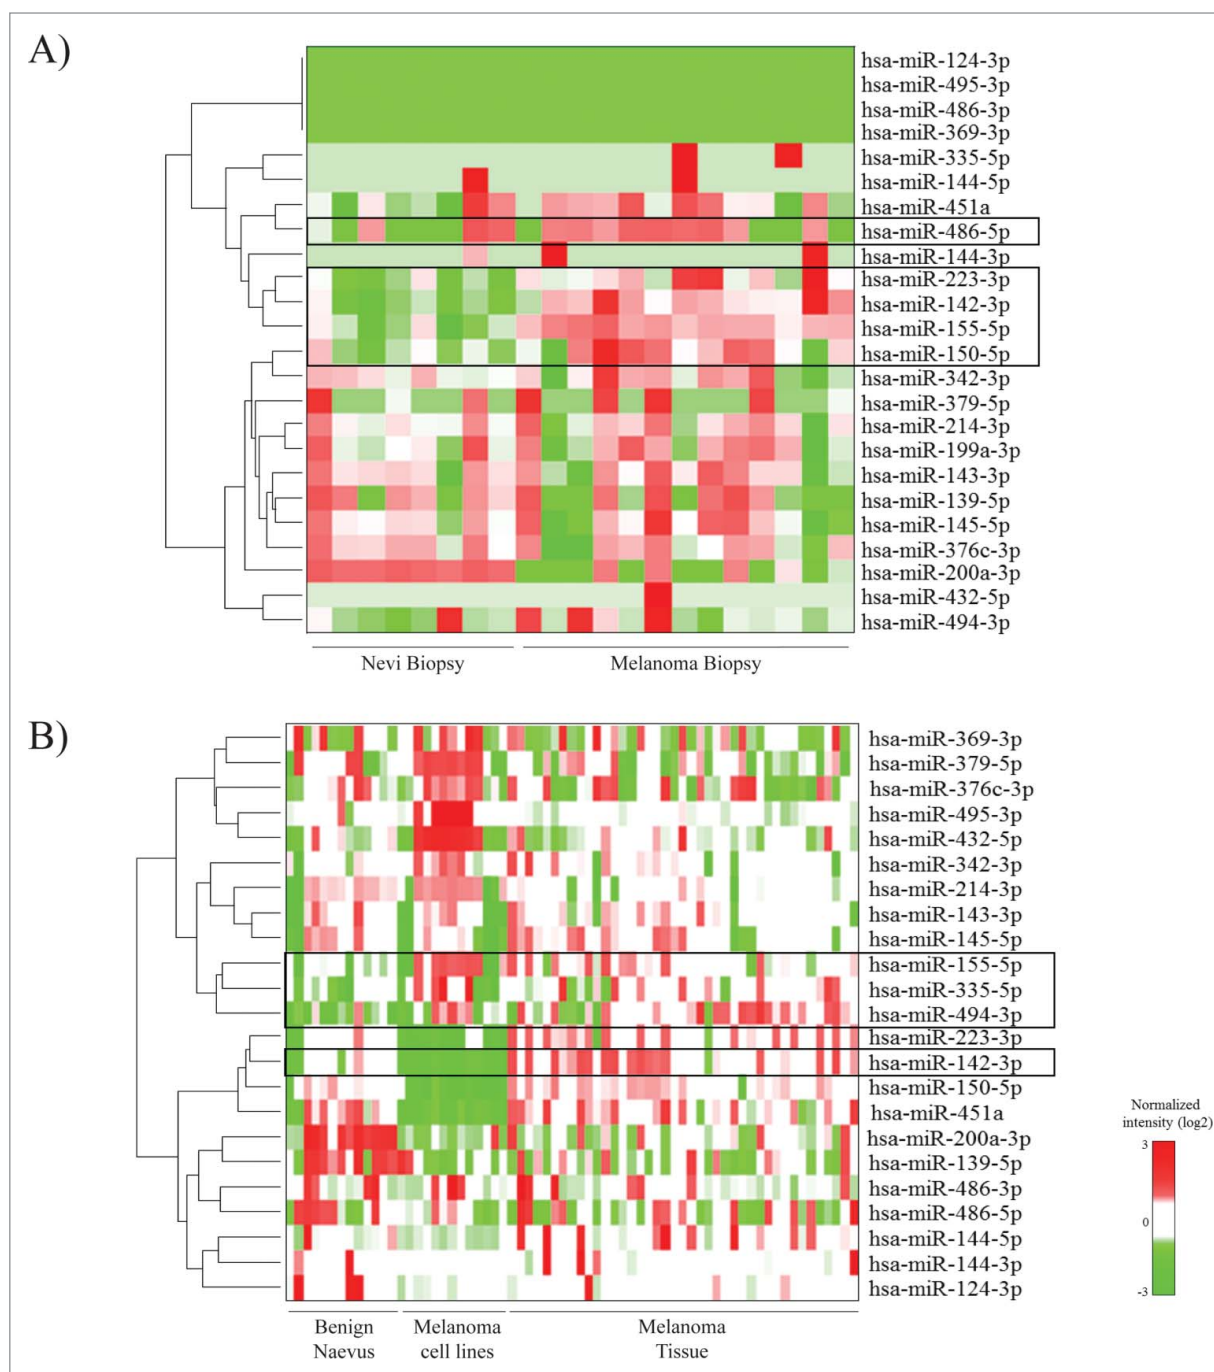 A)
hsa-miR-124-3p
hsa-miR-495-3p
hsa-miR-486-3p
hsa-miR-369-3p
hsa-miR-335-5p
hsa-miR-144-5p
hsa-miR-451a
hsa-miR-486-5p
hsa-miR-144-3p
hsa-miR-223-3p
hsa-miR-142-3p
hsa-miR-155-5p
hsa-miR-150-5p
hsa-miR-342-3p
hsa-miR-379-5p
hsa-miR-214-3p
hsa-miR-199a-3p
hsa-miR-143-3p
hsa-miR-139-5p
hsa-miR-145-5p
hsa-miR-376c-3p
hsa-miR-200a-3p
hsa-miR-432-5p
hsa-miR-494-3p
Nevi Biopsy
Melanoma Biopsy
B)
hsa-miR-369-3p
hsa-miR-379-5p
hsa-miR-376c-3p
hsa-miR-495-3p
hsa-miR-432-5p
hsa-miR-342-3p
hsa-miR-214-3p
hsa-miR-143-3p
hsa-miR-145-5p
hsa-miR-155-5p
hsa-miR-335-5p
hsa-miR-494-3p
hsa-miR-223-3p
hsa-miR-142-3p
hsa-miR-150-5p
hsa-miR-451a
hsa-miR-200a-3p
hsa-miR-139-5p
hsa-miR-486-3p
hsa-miR-486-5p
hsa-miR-144-5p
hsa-miR-144-3p
hsa-miR-124-3p
Benign
Naevus
Melanoma
cell lines
Melanoma
Tissue
Normalized
intensity (log2)
3
0
-3